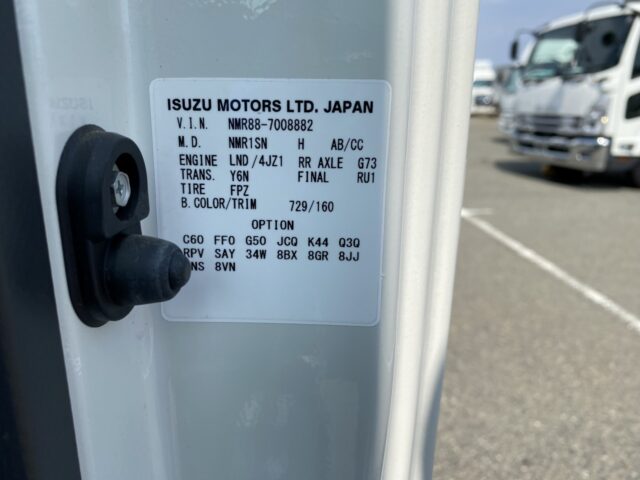 ISUZU MOTORS LTD. JAPAN
V.I.N. NMR88-7008882
M.D. NMR1SN H AB/CC
ENGINE LND/4JZ1 RR AXLE G73
TRANS. Y6N FINAL RU1
TIRE FPZ
B.COLOR/TRIM 729/160
OPTION
C60 FF0 G50 JCQ K44 Q3Q
RPV SAY 34W 8BX 8GR 8JJ
8VN